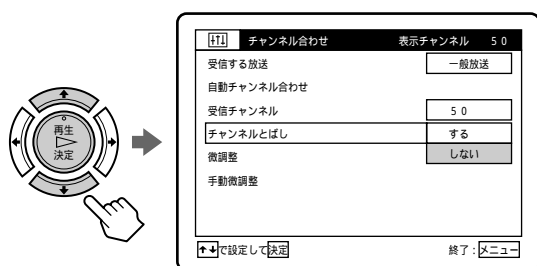 チャンネル合わせ 表示チャンネル 50
受信する放送 一般放送
自動チャンネル合わせ
受信チャンネル 50
チャンネルとばし する
しない
微調整
手動微調整
再生
決定
↑↓で設定して決定 終了:メニュー